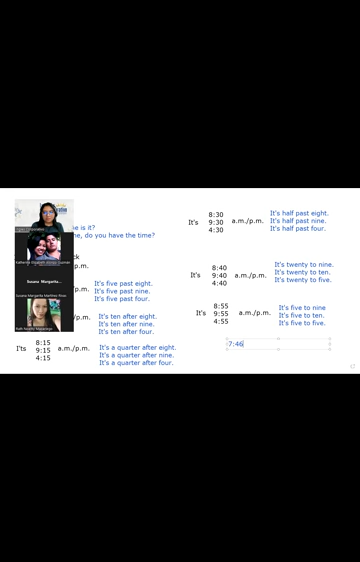 e is it?
ne, do you have the time?
ck
p.m.
p.m.
It's five past eight.
It's five past nine.
It's five past four.
/p.m.
It's ten after eight.
It's ten after nine.
It's ten after four.
I'ts
8:15
9:15
4:15
a.m./p.m.
It's a quarter after eight.
It's a quarter after nine.
It's a quarter after four.
It's
8:30
9:30
4:30
a.m./p.m.
It's half past eight.
It's half past nine.
It's half past four.
It's
8:40
9:40
4:40
a.m./p.m.
It's twenty to nine.
It's twenty to ten.
It's twenty to five.
It's
8:55
9:55
4:55
a.m./p.m.
It's five to nine
It's five to ten.
It's five to five.
7:46
Susana Margarita...